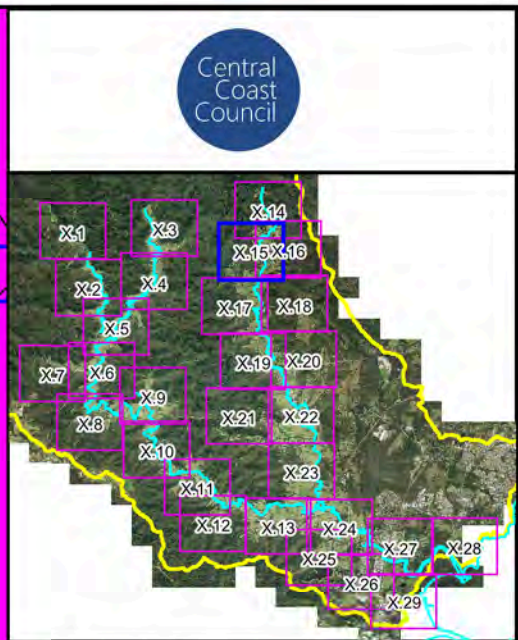 Central
Coast
Council
X.14
X.1
X.3
X.15
X.16
X.2
X.4
X.17
X.18
X.5
X.19
X.20
X.7
X.6
X.9
X.8
X.21
X.22
X.10
X.23
X.11
X.12
X.13
X.24
X.27
X.28
X.25
X.26
X.29